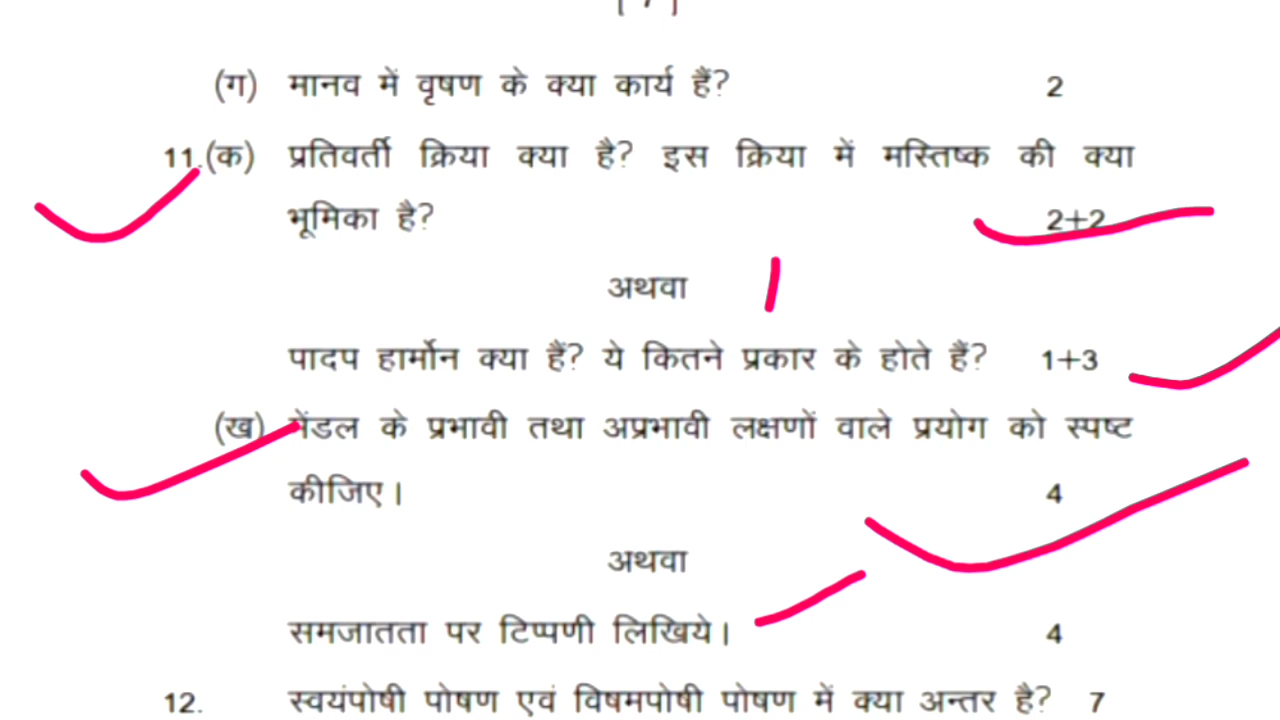 (ग) मानव में वृषण के क्या कार्य हैं? 2
11.(क) प्रतिवर्ती क्रिया क्या है? इस क्रिया में मस्तिष्क की क्या
भूमिका है? 2+2
अथवा
पादप हार्मोन क्या हैं? ये कितने प्रकार के होते हैं? 1+3
(ख) मेंडल के प्रभावी तथा अप्रभावी लक्षणों वाले प्रयोग को स्पष्ट
कीजिए। 4
अथवा
समजातता पर टिप्पणी लिखिये। 4
12. स्वयंपोषी पोषण एवं विषमपोषी पोषण में क्या अन्तर है? 7